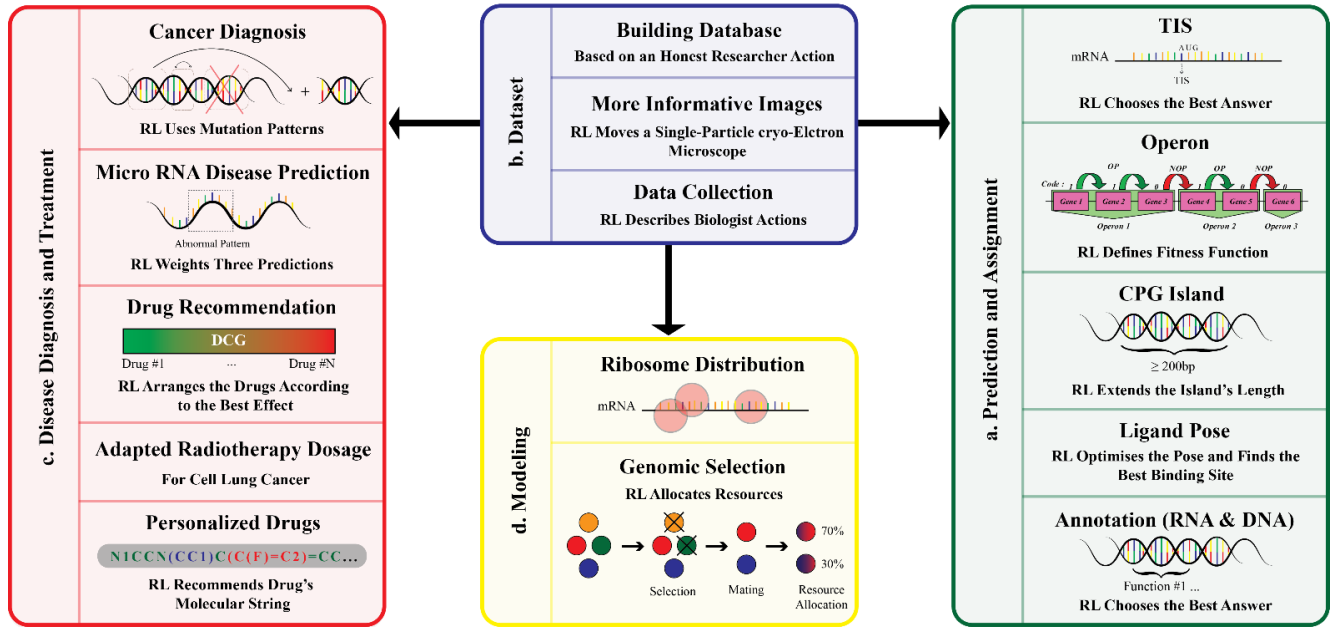 c. Disease Diagnosis and Treatment
Cancer Diagnosis
+
RL Uses Mutation Patterns
Micro RNA Disease Prediction
Abnormal Pattern
RL Weights Three Predictions
Drug Recommendation
DCG
Drug #1 ... Drug #N
RL Arranges the Drugs According
to the Best Effect
Adapted Radiotherapy Dosage
For Cell Lung Cancer
Personalized Drugs
N1CCN(CC1)C(C(F)=C2)=CC...
RL Recommends Drug's
Molecular String
b. Dataset
Building Database
Based on an Honest Researcher Action
More Informative Images
RL Moves a Single-Particle cryo-Elctron
Microscope
Data Collection
RL Describes Biologist Actions
d. Modeling
Ribosome Distribution
mRNA
Genomic Selection
RL Allocates Resources
70%
30%
Selection Mating Resource
Allocation
a. Prediction and Assignment
TIS
AUG
mRNA
TIS
RL Chooses the Best Answer
Operon
OP NOP OP NOP
Code : 1 1 0 1 0 0
Gene 1 Gene 2 Gene 3 Gene 4 Gene 5 Gene 6
Operon 1 Operon 2 Operon 3
RL Defines Fitness Function
CPG Island
≥ 200bp
RL Extends the Island's Length
Ligand Pose
RL Optimises the Pose and Finds the
Best Binding Site
Annotation (RNA & DNA)
Function #1 ...
RL Chooses the Best Answer